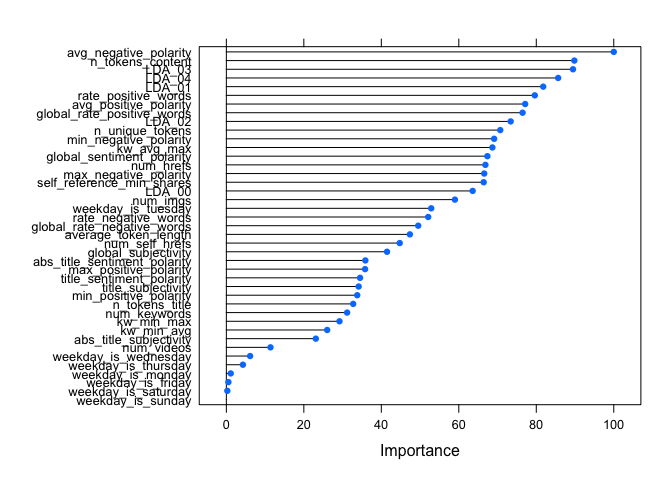 avg_negative_polarity
n_tokens_content
LDA_03
LDA_04
LDA_01
rate_positive_words
avg_positive_polarity
global_rate_positive_words
LDA_02
n_unique_tokens
min_negative_polarity
kw_avg_max
global_sentiment_polarity
num_hrefs
max_negative_polarity
self_reference_min_shares
LDA_00
num_imgs
weekday_is_tuesday
rate_negative_words
global_rate_negative_words
average_token_length
num_self_hrefs
global_subjectivity
abs_title_sentiment_polarity
max_positive_polarity
title_sentiment_polarity
title_subjectivity
min_positive_polarity
n_tokens_title
num_keywords
kw_min_max
kw_min_avg
abs_title_subjectivity
num_videos
weekday_is_wednesday
weekday_is_thursday
weekday_is_monday
weekday_is_friday
weekday_is_saturday
weekday_is_sunday
0 20 40 60 80 100
Importance